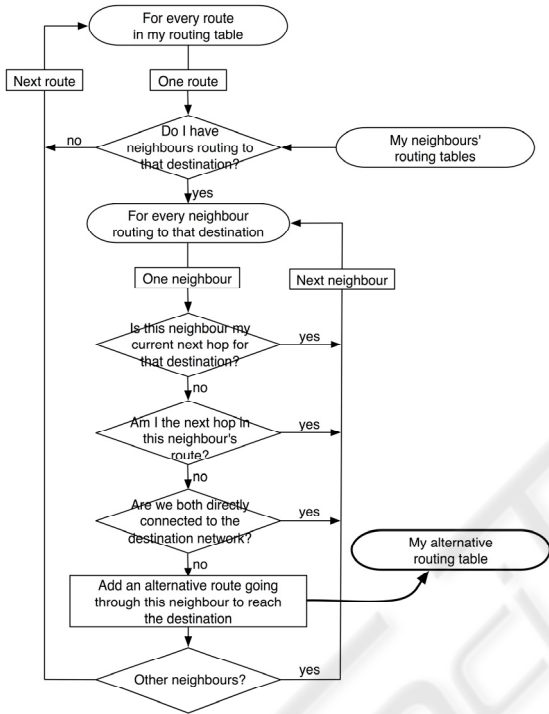 For every route
in my routing table
Next route
One route
Do I have
neighbours routing to
that destination?
no
My neighbours'
routing tables
yes
For every neighbour
routing to that destination
One neighbour
Next neighbour
Is this neighbour my
current next hop for
that destination?
yes
no
Am I the next hop in
this neighbour's
route?
yes
no
Are we both directly
connected to the
destination network?
yes
no
My alternative
routing table
Add an alternative route going
through this neighbour to reach
the destination
Other neighbours?
yes